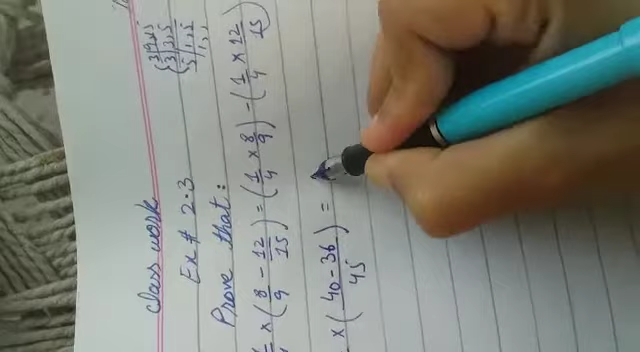 class work
Ex # 2.3
Prove that:
× (8/9 - 12/15) = (1/4 × 8/9) - (1/4 × 12/15)
× (40 - 36/45) =